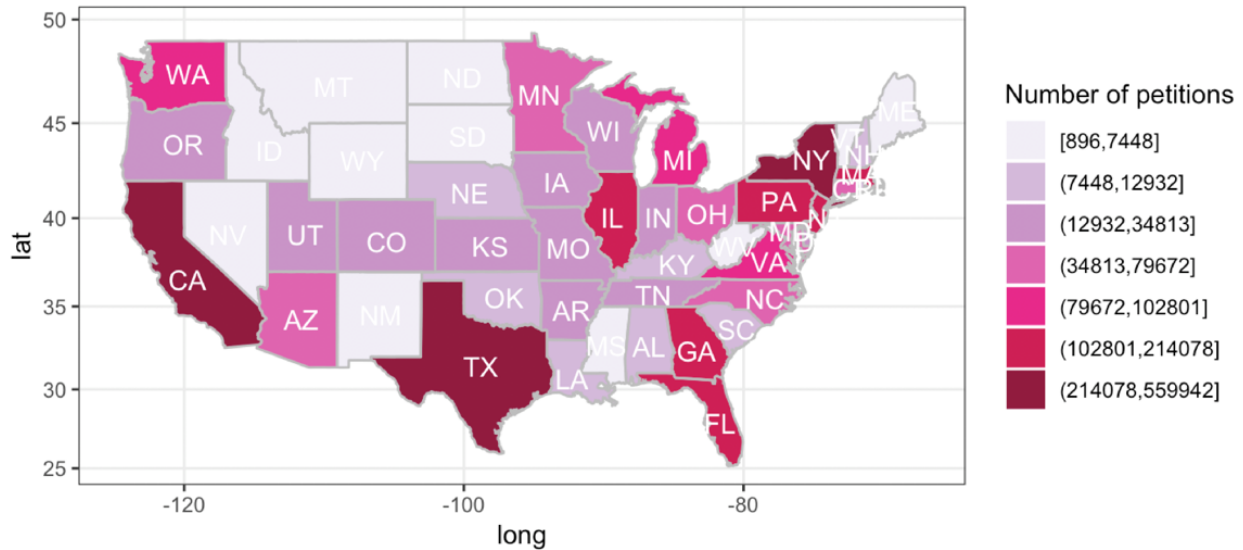 50
45
40
35
30
25
lat
-120
-100
-80
long
WA
MT
ND
MN
ME
OR
ID
SD
WI
VT
NH
WY
MI
NY
MA
NE
IA
NV
UT
CO
IL
IN
OH
PA
KS
MO
MD
WV
CA
KY
VA
AZ
NM
OK
AR
TN
NC
SC
MS
AL
GA
TX
LA
FL
Number of petitions
[896,7448]
(7448,12932]
(12932,34813]
(34813,79672]
(79672,102801]
(102801,214078]
(214078,559942]